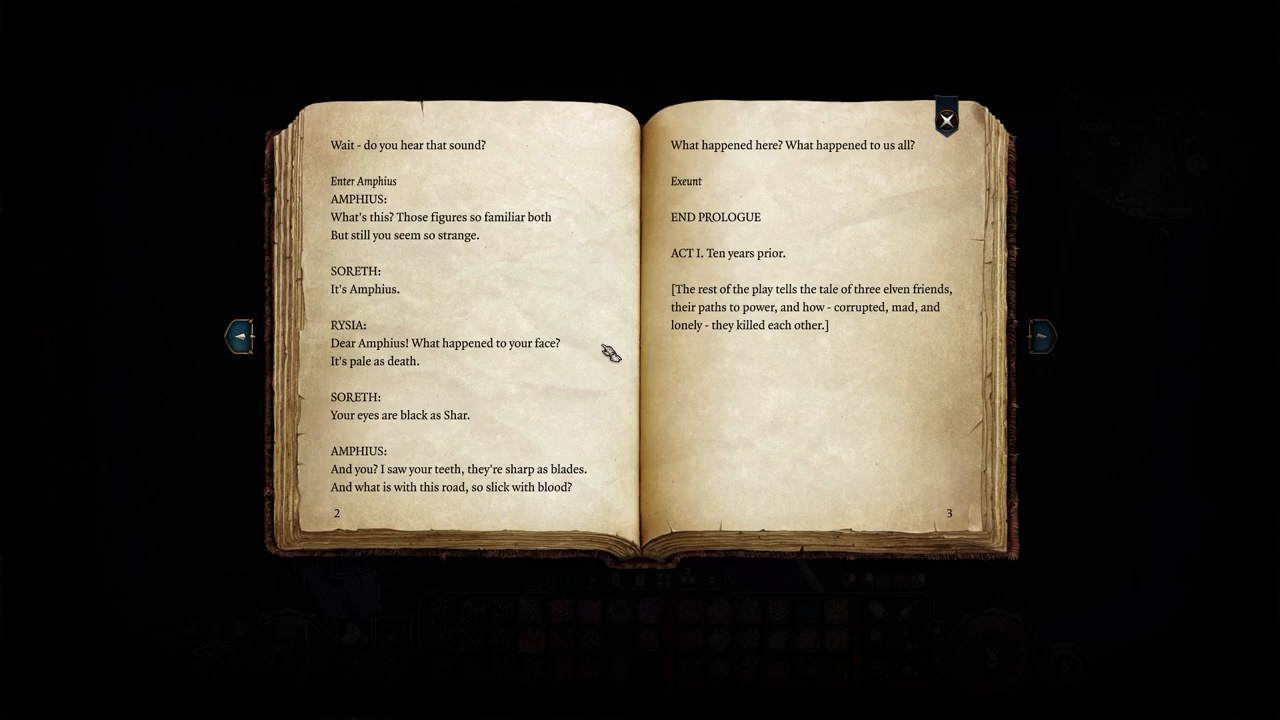 Wait - do you hear that sound?
Enter Amphius
AMPHIUS:
What's this? Those figures so familiar both
But still you seem so strange.
SORETH:
It's Amphius.
RYSIA:
Dear Amphius! What happened to your face?
It's pale as death.
SORETH:
Your eyes are black as Shar.
AMPHIUS:
And you? I saw your teeth, they're sharp as blades.
And what is with this road, so slick with blood?
2
What happened here? What happened to us all?
Exeunt
END PROLOGUE
ACT I. Ten years prior.
[The rest of the play tells the tale of three elven friends,
their paths to power, and how - corrupted, mad, and
lonely - they killed each other.]
3